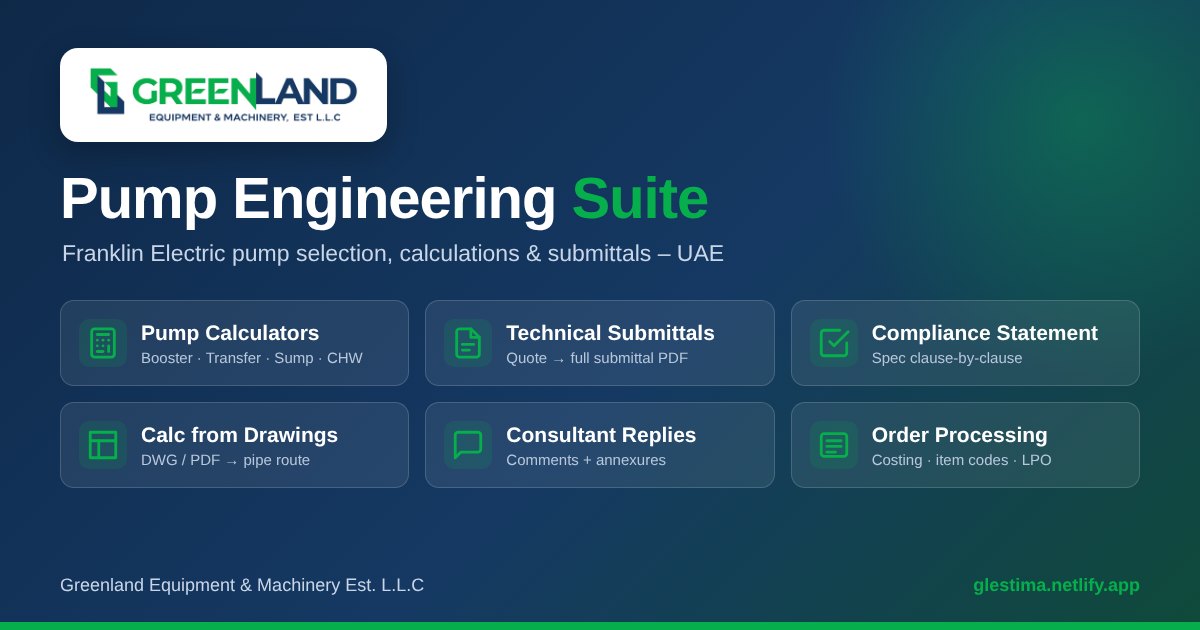 GREENLAND
EQUIPMENT & MACHINERY, EST L.L.C
Pump Engineering Suite
Franklin Electric pump selection, calculations & submittals – UAE
Pump Calculators
Booster · Transfer · Sump · CHW
Technical Submittals
Quote → full submittal PDF
Compliance Statement
Spec clause-by-clause
Calc from Drawings
DWG / PDF → pipe route
Consultant Replies
Comments + annexures
Order Processing
Costing · item codes · LPO
Greenland Equipment & Machinery Est. L.L.C
glestima.netlify.app